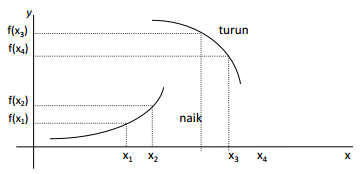 y
f(x₃)
turun
f(x₄)
f(x₂)
f(x₁)
naik
x₁ x₂ x₃ x₄ x